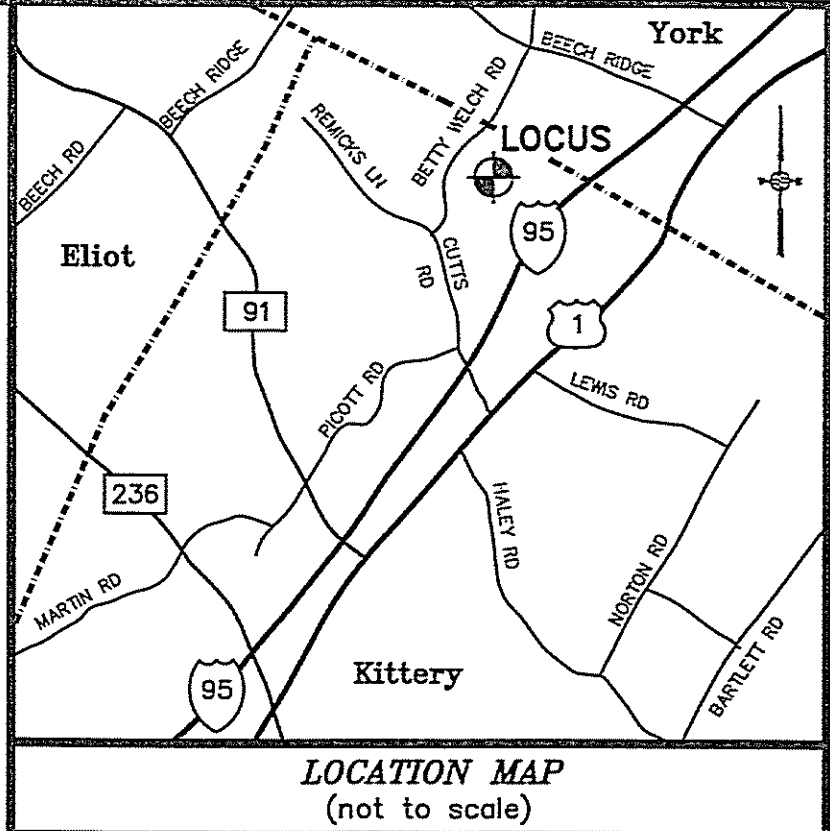 York
BEECH RIDGE
BEECH RIDGE
BETTY WELCH RD
REMICKS LN
BEECH RD
LOCUS
Eliot
95
CUTTS
RD
91
1
PICOTT RD
LEWIS RD
236
HALEY RD
MARTIN RD
NORTON RD
BARTLETT RD
Kittery
95
LOCATION MAP
(not to scale)